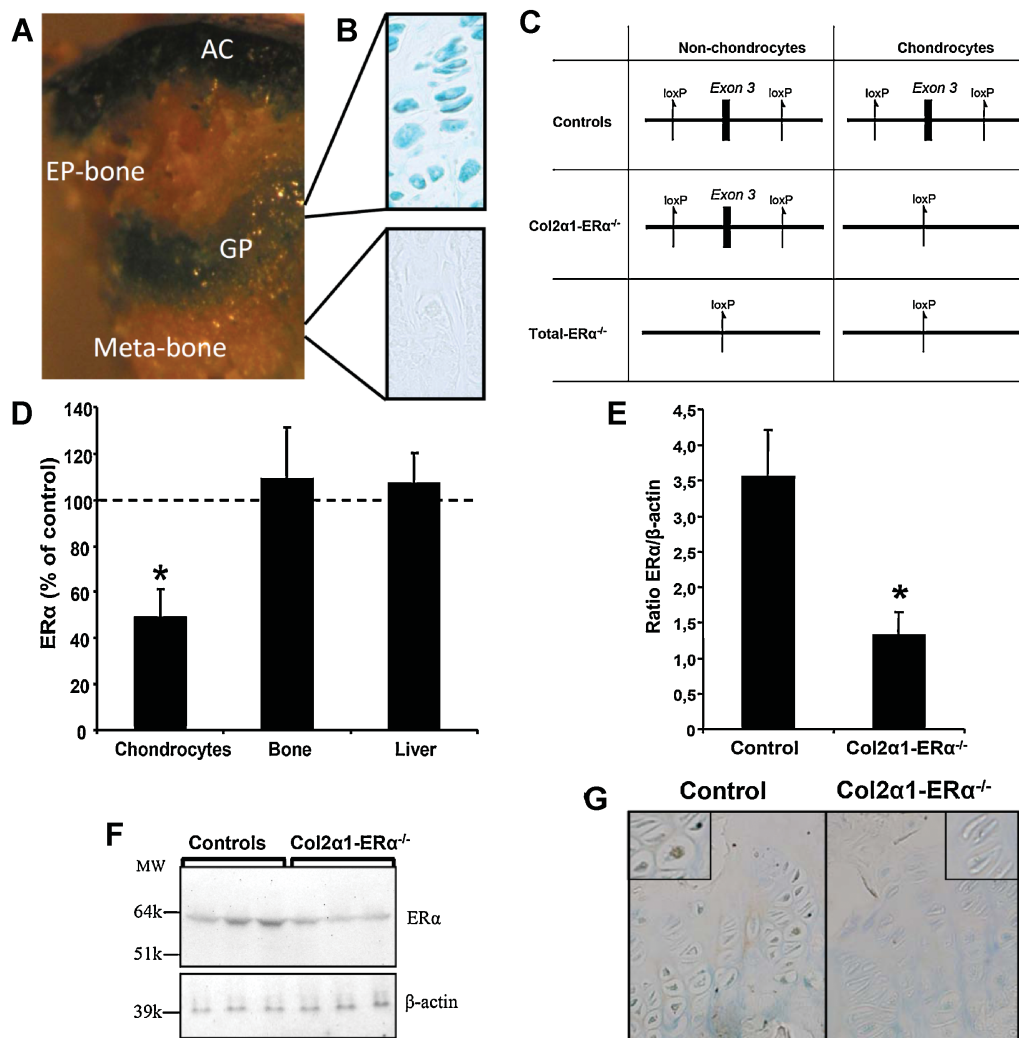 A
AC
EP-bone
GP
Meta-bone
B
C
Non-chondrocytes
Chondrocytes
Controls
loxP
Exon 3
loxP
loxP
Exon 3
loxP
Col2α1-ERα-/-
loxP
Exon 3
loxP
loxP
Total-ERα-/-
loxP
loxP
D
ERα (% of control)
140
120
100
80
60
40
20
0
*
Chondrocytes
Bone
Liver
E
Ratio ERα/β-actin
4,5
4,0
3,5
3,0
2,5
2,0
1,5
1,0
0,5
0
*
Control
Col2α1-ERα-/-
F
Controls
Col2α1-ERα-/-
MW
64k
51k
39k
ERα
β-actin
G
Control
Col2α1-ERα-/-